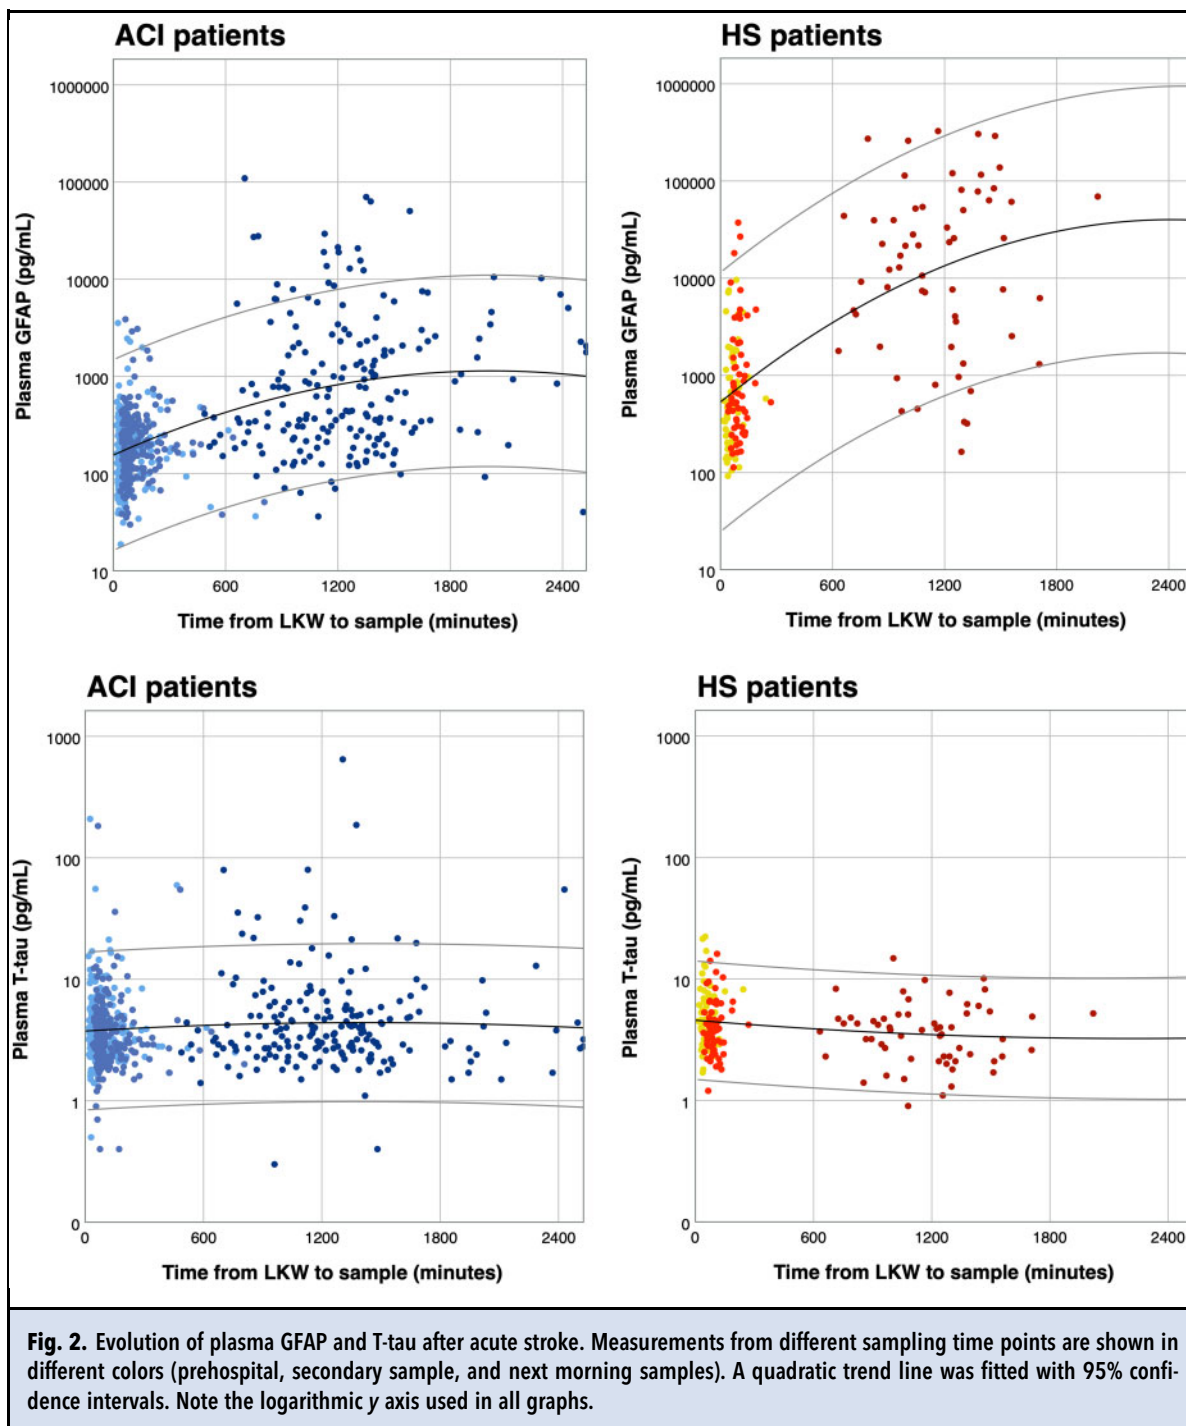 ACI patients
HS patients
Plasma GFAP (pg/mL)
1000000
100000
10000
1000
100
10
0 600 1200 1800 2400
Time from LKW to sample (minutes)
Plasma GFAP (pg/mL)
1000000
100000
10000
1000
100
10
0 600 1200 1800 2400
Time from LKW to sample (minutes)
ACI patients
HS patients
Plasma T-tau (pg/mL)
1000
100
10
1
0
0 600 1200 1800 2400
Time from LKW to sample (minutes)
Plasma T-tau (pg/mL)
1000
100
10
1
0
0 600 1200 1800 2400
Time from LKW to sample (minutes)
Fig. 2. Evolution of plasma GFAP and T-tau after acute stroke. Measurements from different sampling time points are shown in
different colors (prehospital, secondary sample, and next morning samples). A quadratic trend line was fitted with 95% confi-
dence intervals. Note the logarithmic y axis used in all graphs.